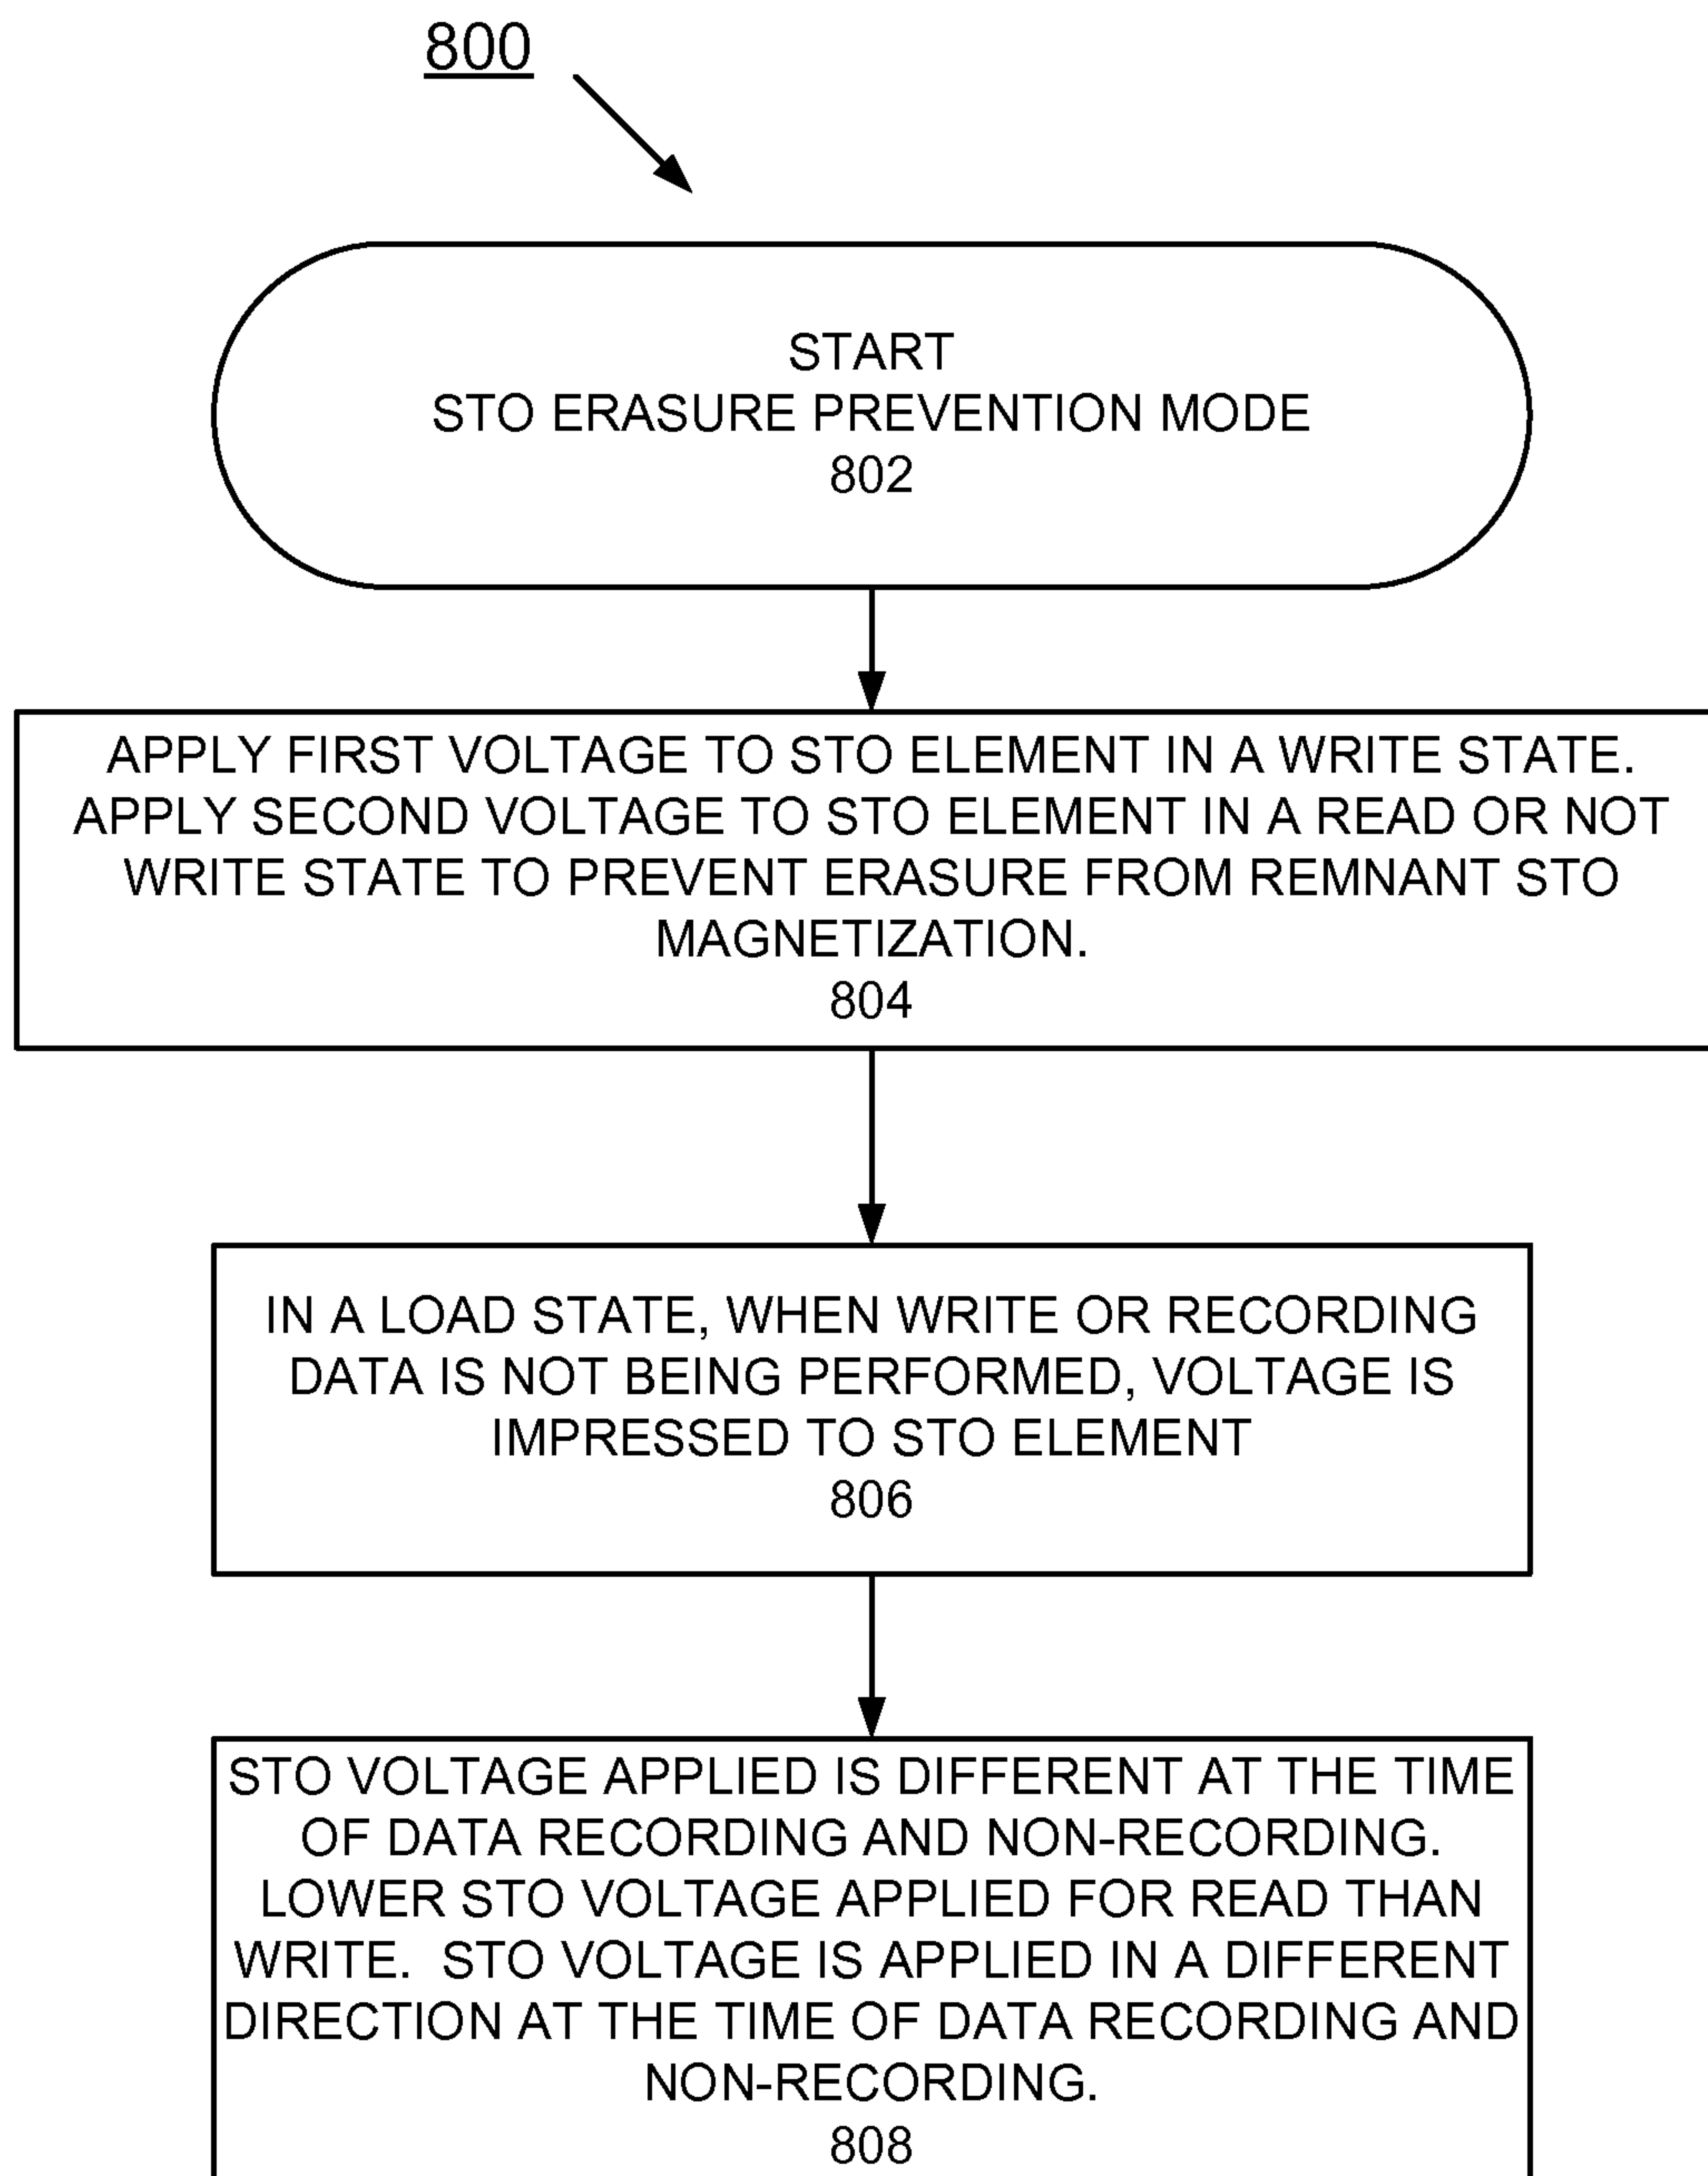 800
START
STO ERASURE PREVENTION MODE
802
APPLY FIRST VOLTAGE TO STO ELEMENT IN A WRITE STATE.
APPLY SECOND VOLTAGE TO STO ELEMENT IN A READ OR NOT
WRITE STATE TO PREVENT ERASURE FROM REMNANT STO
MAGNETIZATION.
804
IN A LOAD STATE, WHEN WRITE OR RECORDING
DATA IS NOT BEING PERFORMED, VOLTAGE IS
IMPRESSED TO STO ELEMENT
806
STO VOLTAGE APPLIED IS DIFFERENT AT THE TIME
OF DATA RECORDING AND NON-RECORDING.
LOWER STO VOLTAGE APPLIED FOR READ THAN
WRITE.  STO VOLTAGE IS APPLIED IN A DIFFERENT
DIRECTION AT THE TIME OF DATA RECORDING AND
NON-RECORDING.
808